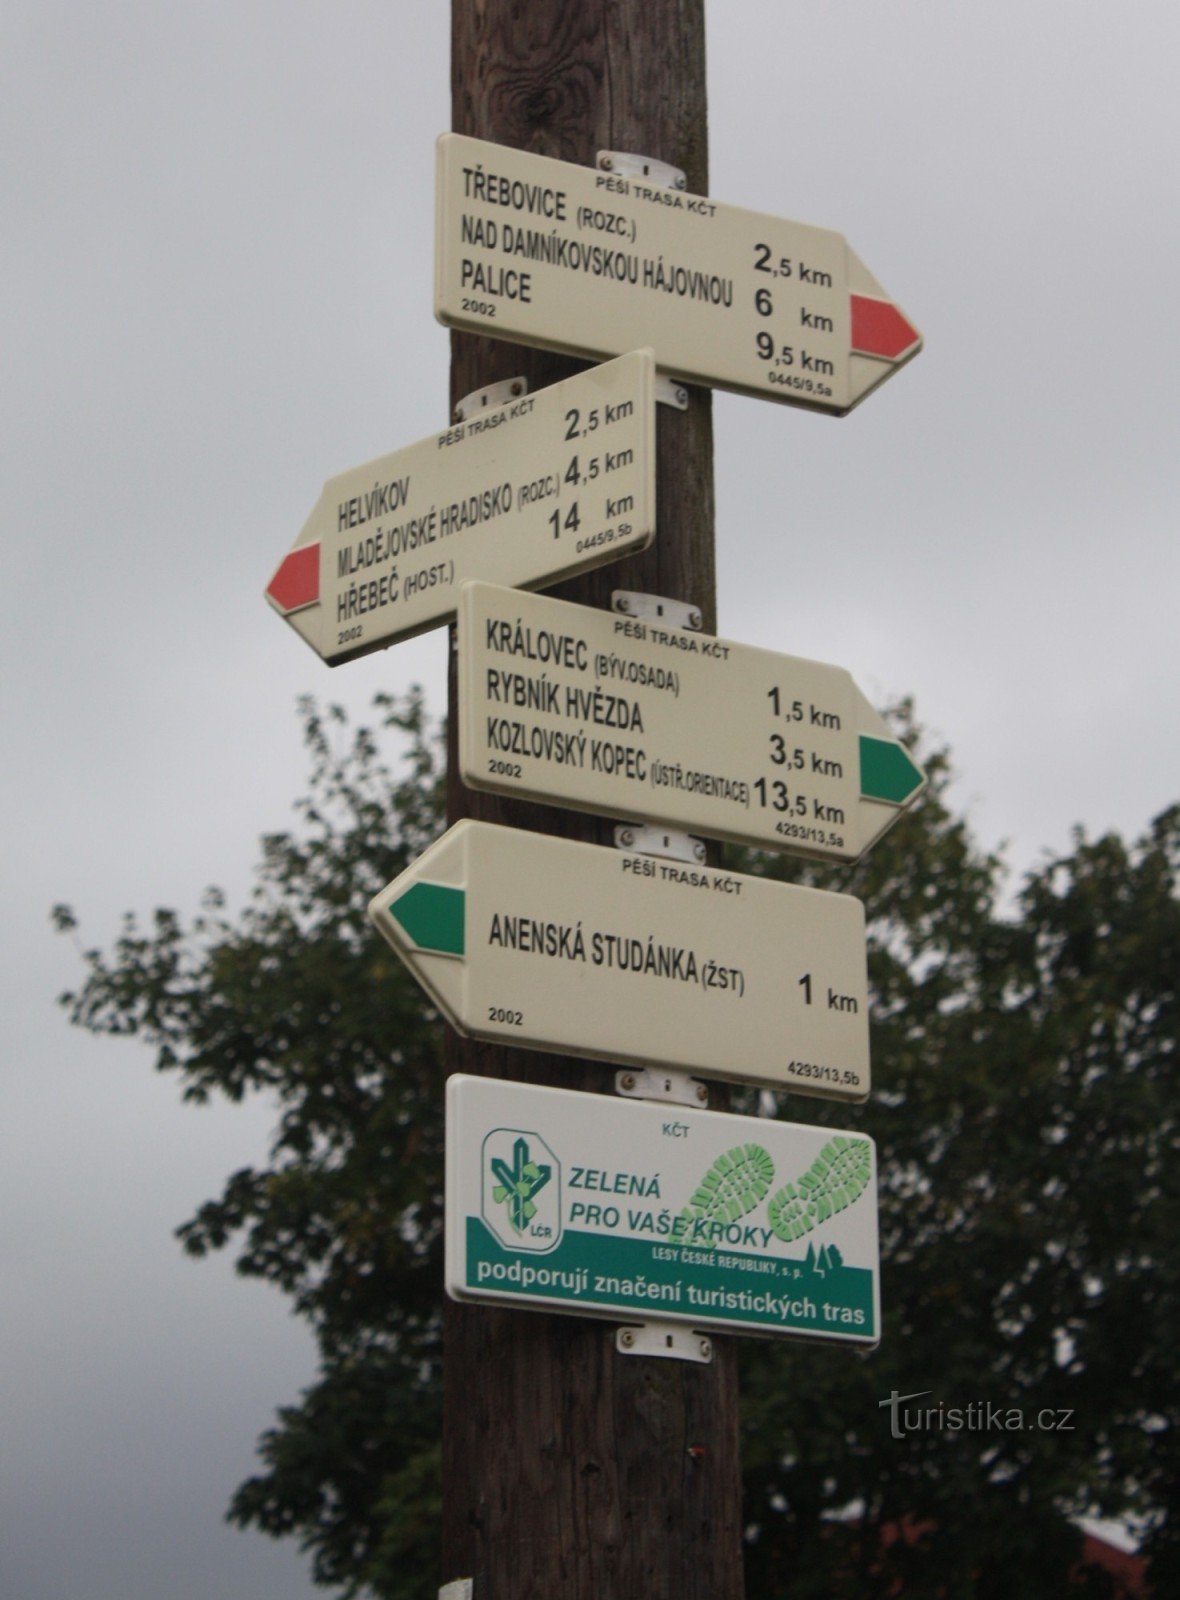 PĚŠÍ TRASA KČT
TŘEBOVICE (ROZC.) 2,5 km
NAD DAMNÍKOVSKOU HÁJOVNOU 6 km
PALICE 9,5 km
2002 0445/9,5a
PĚŠÍ TRASA KČT
HELVÍKOV 2,5 km
MLADĚJOVSKÉ HRADISKO (ROZC.) 4,5 km
HŘEBEČ (HOST.) 14 km
2002 0445/9,5b
PĚŠÍ TRASA KČT
KRÁLOVEC (BÝV.OSADA) 1,5 km
RYBNÍK HVĚZDA 3,5 km
KOZLOVSKÝ KOPEC (ÚSTŘ.ORIENTACE) 13,5 km
2002 4293/13,5a
PĚŠÍ TRASA KČT
ANENSKÁ STUDÁNKA (ŽST) 1 km
2002 4293/13,5b
KČT
LČR
ZELENÁ
PRO VAŠE KROKY
LESY ČESKÉ REPUBLIKY, s. p.
podporují značení turistických tras
Turistika.cz